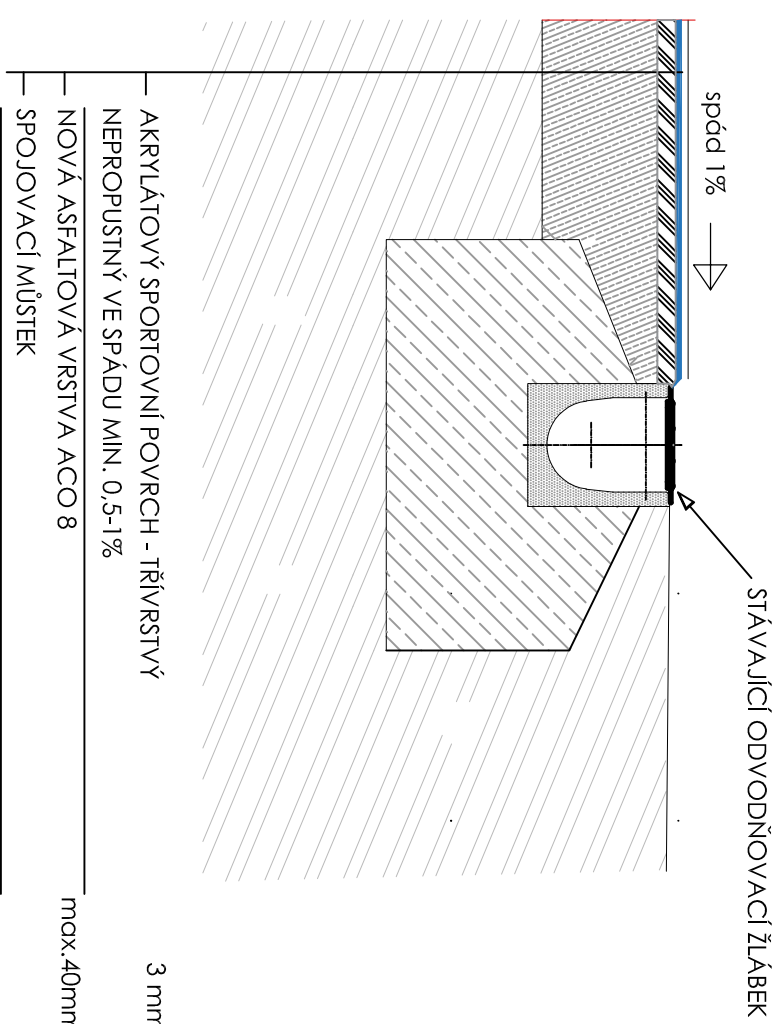 STÁVAJÍCÍ ODVODŇOVACÍ ŽLÁBEK
spád 1%
AKRYLÁTOVÝ SPORTOVNÍ POVRCH - TŘÍVRSTVÝ 3 mm
NEPROPUSTNÝ VE SPÁDU MIN. 0,5-1%
NOVÁ ASFALTOVÁ VRSTVA ACO 8 max.40mm
SPOJOVACÍ MŮSTEK